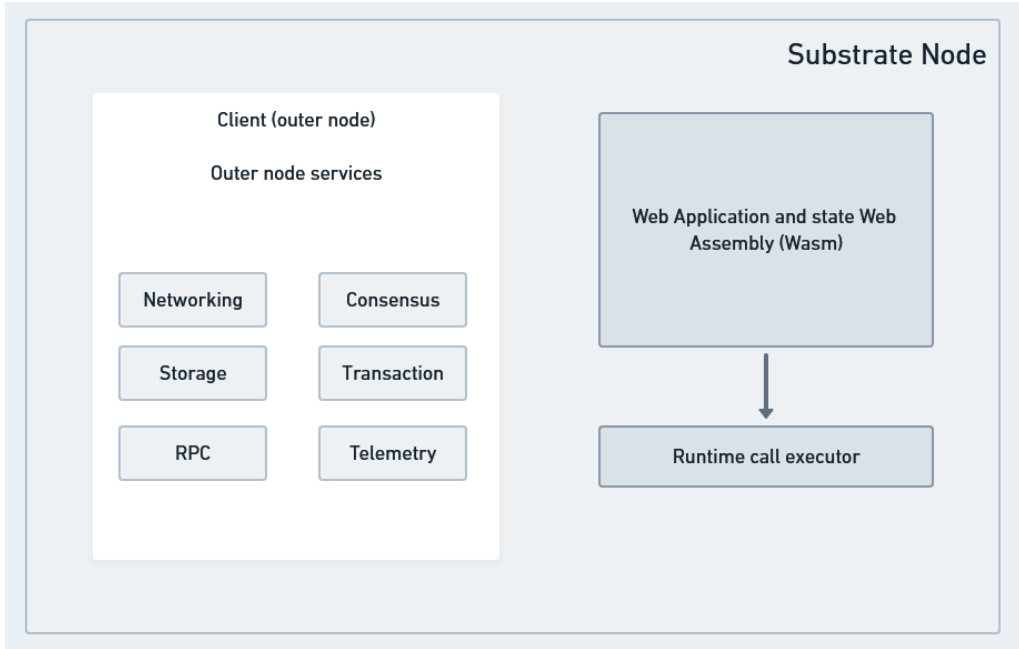 Substrate Node
Client (outer node)
Outer node services
Networking
Consensus
Storage
Transaction
RPC
Telemetry
Web Application and state Web
Assembly (Wasm)
Runtime call executor